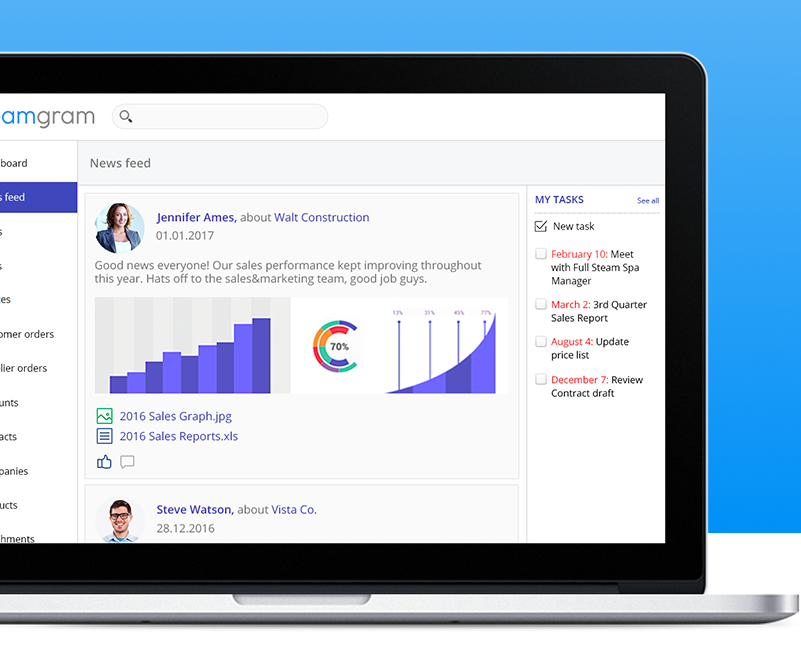 amgram
board
News feed
s feed
MY TASKS
See all
Jennifer Ames, about Walt Construction
01.01.2017
New task
Good news everyone! Our sales performance kept improving throughout
this year. Hats off to the sales&marketing team, good job guys.
February 10: Meet
with Full Steam Spa
Manager
March 2: 3rd Quarter
Sales Report
August 4: Update
price list
December 7: Review
Contract draft
13% 31% 49% 77%
70%
s
s
es
omer orders
lier orders
unts
acts
panies
ucts
hments
2016 Sales Graph.jpg
2016 Sales Reports.xls
Steve Watson, about Vista Co.
28.12.2016